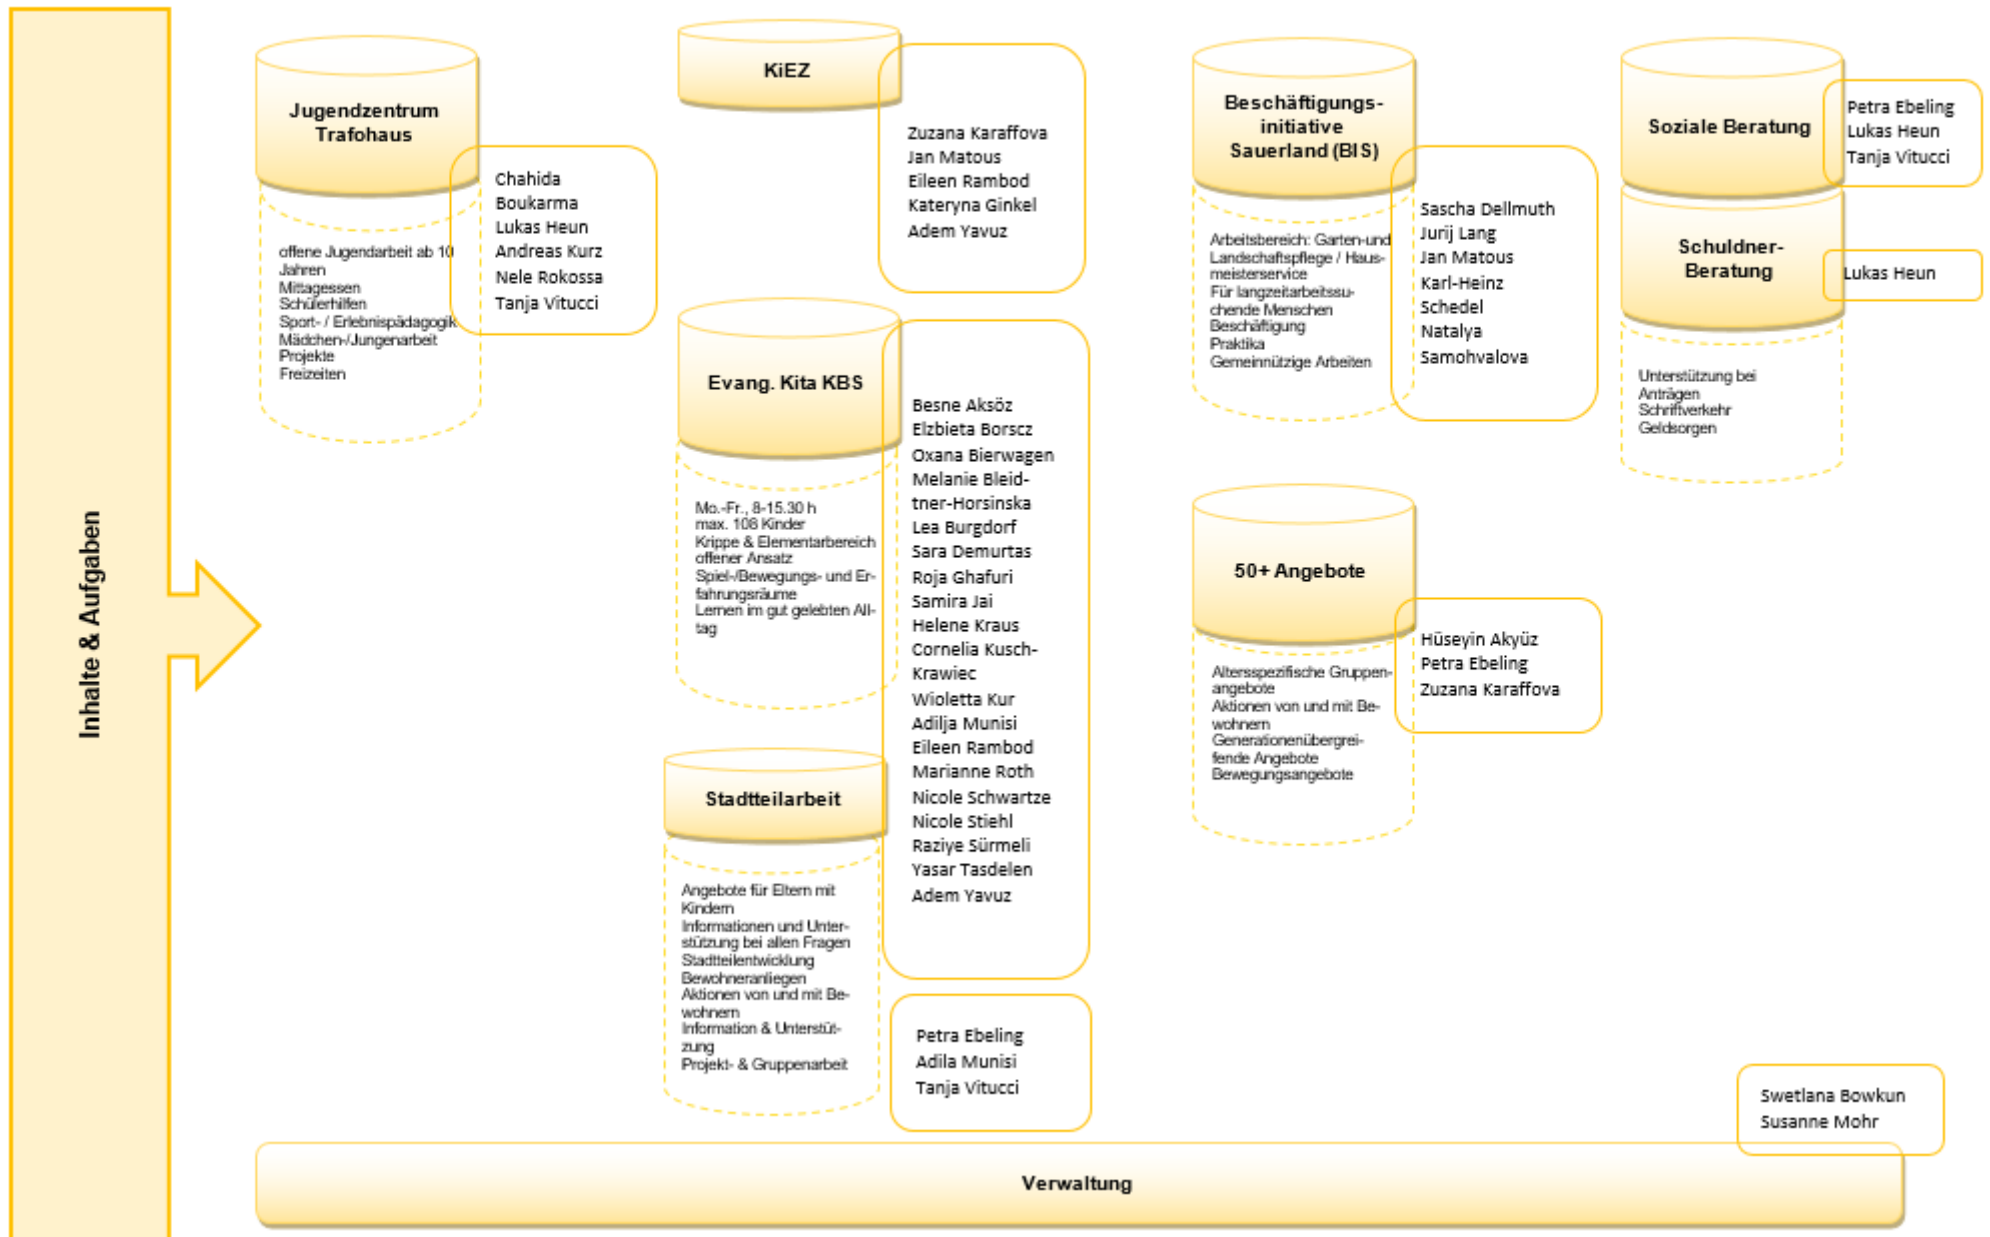 Inhalte & Aufgaben
Jugendzentrum
Trafohaus
Chahida
Boukarma
Lukas Heun
Andreas Kurz
Nele Rokossa
Tanja Vitucci
offene Jugendarbeit ab 10
Jahren
Mittagessen
Schülerhilfen
Sport- / Erlebnispädagogik
Mädchen-/Jungenarbeit
Projekte
Freizeiten
KiEZ
Zuzana Karaffova
Jan Matous
Eileen Rambod
Kateryna Ginkel
Adem Yavuz
Evang. Kita KBS
Mo.-Fr., 8-15.30 h
max. 108 Kinder
Krippe & Elementarbereich
offener Ansatz
Spiel-/Bewegungs- und Er-
fahrungsräume
Lernen im gut gelebten All-
tag
Besne Aksöz
Elzbieta Borscz
Oxana Bierwagen
Melanie Bleid-
tner-Horsinska
Lea Burgdorf
Sara Demurtas
Roja Ghafuri
Samira Jai
Helene Kraus
Cornelia Kusch-
Krawiec
Wioletta Kur
Adilja Munisi
Eileen Rambod
Marianne Roth
Nicole Schwartze
Nicole Stiehl
Raziye Sürmeli
Yasar Tasdelen
Adem Yavuz
Stadtteilarbeit
Angebote für Eltern mit
Kindern
Informationen und Unter-
stützung bei allen Fragen
Stadtteilentwicklung
Bewohneranliegen
Aktionen von und mit Be-
wohnern
Information & Unterstüt-
zung
Projekt- & Gruppenarbeit
Petra Ebeling
Adila Munisi
Tanja Vitucci
Beschäftigungs-
initiative
Sauerland (BIS)
Arbeitsbereich: Garten-und
Landschaftspflege / Haus-
meisterservice
Für langzeitarbeitssu-
chende Menschen
Beschäftigung
Praktika
Gemeinnützige Arbeiten
Sascha Dellmuth
Jurij Lang
Jan Matous
Karl-Heinz
Schedel
Natalya
Samohvalova
50+ Angebote
Altersspezifische Gruppen-
angebote
Aktionen von und mit Be-
wohnern
Generationenübergrei-
fende Angebote
Bewegungsangebote
Hüseyin Akyüz
Petra Ebeling
Zuzana Karaffova
Soziale Beratung
Petra Ebeling
Lukas Heun
Tanja Vitucci
Schuldner-
Beratung
Lukas Heun
Unterstützung bei
Anträgen
Schriftverkehr
Geldsorgen
Swetlana Bowkun
Susanne Mohr
Verwaltung